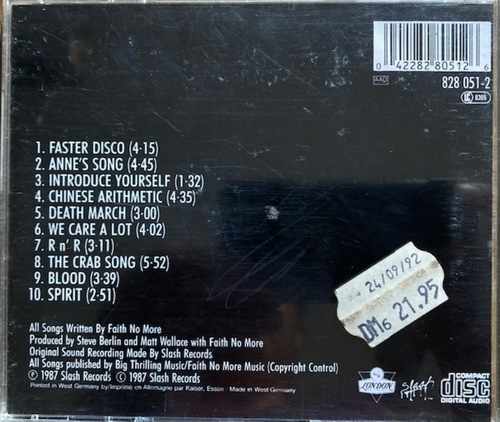 0 42282 80512 6
AAD
828 051-2
LC 0305
1. FASTER DISCO (4·15)
2. ANNE'S SONG (4·45)
3. INTRODUCE YOURSELF (1·32)
4. CHINESE ARITHMETIC (4·35)
5. DEATH MARCH (3·00)
6. WE CARE A LOT (4·02)
7. R n' R (3·11)
8. THE CRAB SONG (5·52)
9. BLOOD (3·39)
10. SPIRIT (2·51)
24/09/92
DM 21,95
All Songs Written By Faith No More
Produced by Steve Berlin and Matt Wallace with Faith No More
Original Sound Recording Made By Slash Records
All Songs published by Big Thrilling Music/Faith No More Music (Copyright Control)
℗ 1987 Slash Records © 1987 Slash Records
Printed in West Germany by/Imprimé en Allemagne par Kaiser, Essen · Made in West Germany
LONDON
Slash
COMPACT
disc
DIGITAL AUDIO